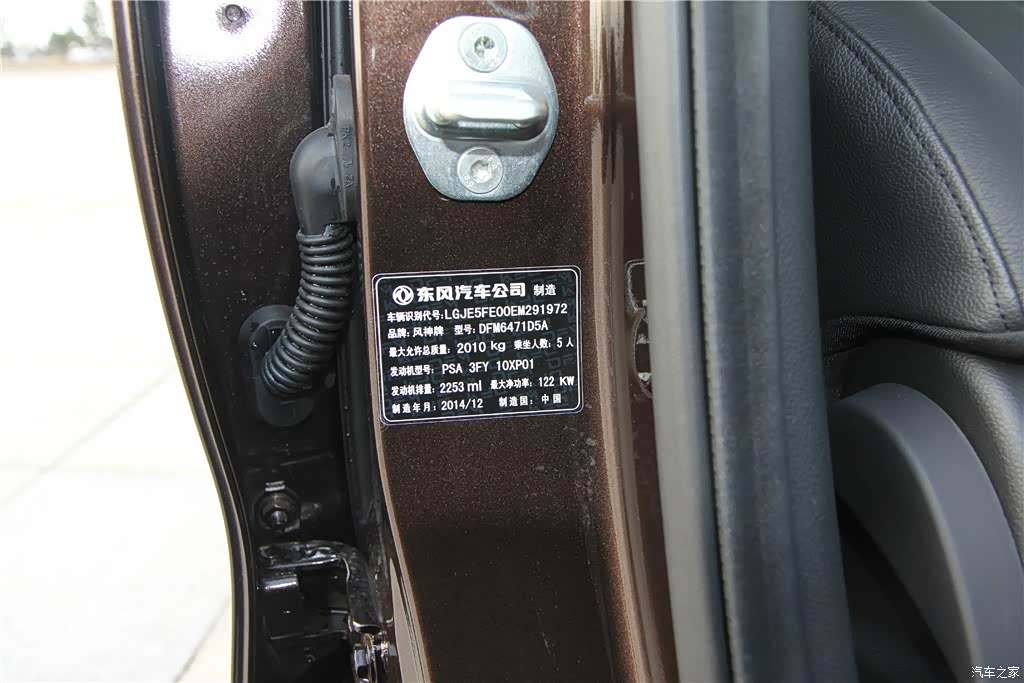 东风汽车公司 制造
车辆识别代号:LGJE5FE00EM291972
品牌:风神牌 型号:DFM6471D5A
最大允许总质量: 2010 kg 乘坐人数: 5 人
发动机型号: PSA 3FY 10XP01
发动机排量: 2253 ml 最大净功率: 122 KW
制造年月: 2014/12 制造国: 中国
汽车之家